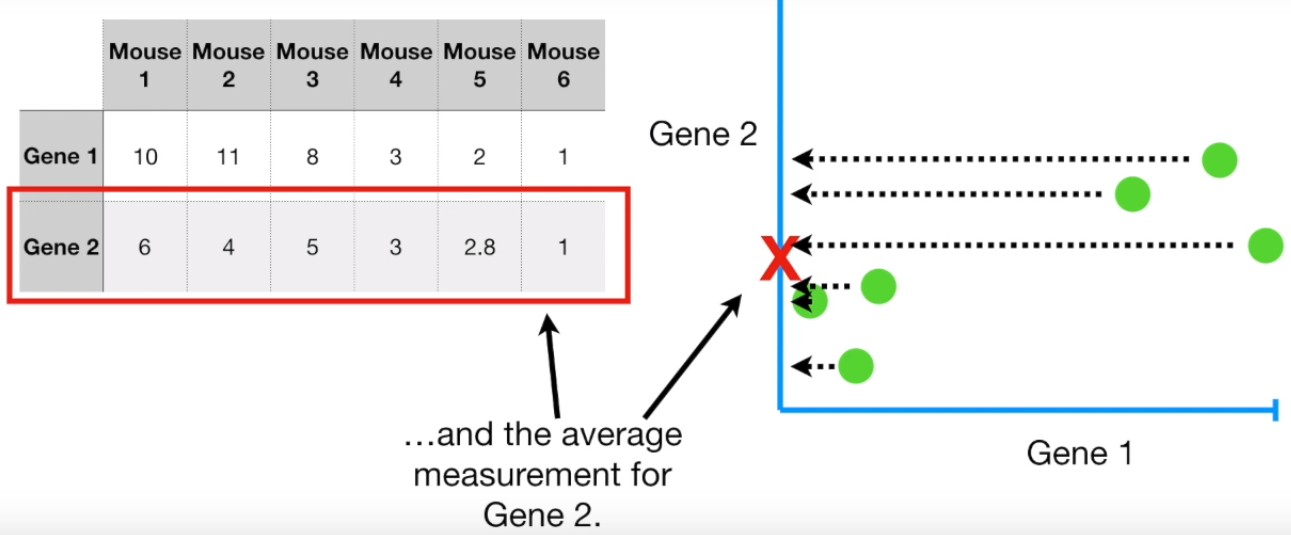 Mouse 1 Mouse 2 Mouse 3 Mouse 4 Mouse 5 Mouse 6
Gene 1 10 11 8 3 2 1
Gene 2 6 4 5 3 2.8 1
Gene 2
X
Gene 1
...and the average
measurement for
Gene 2.